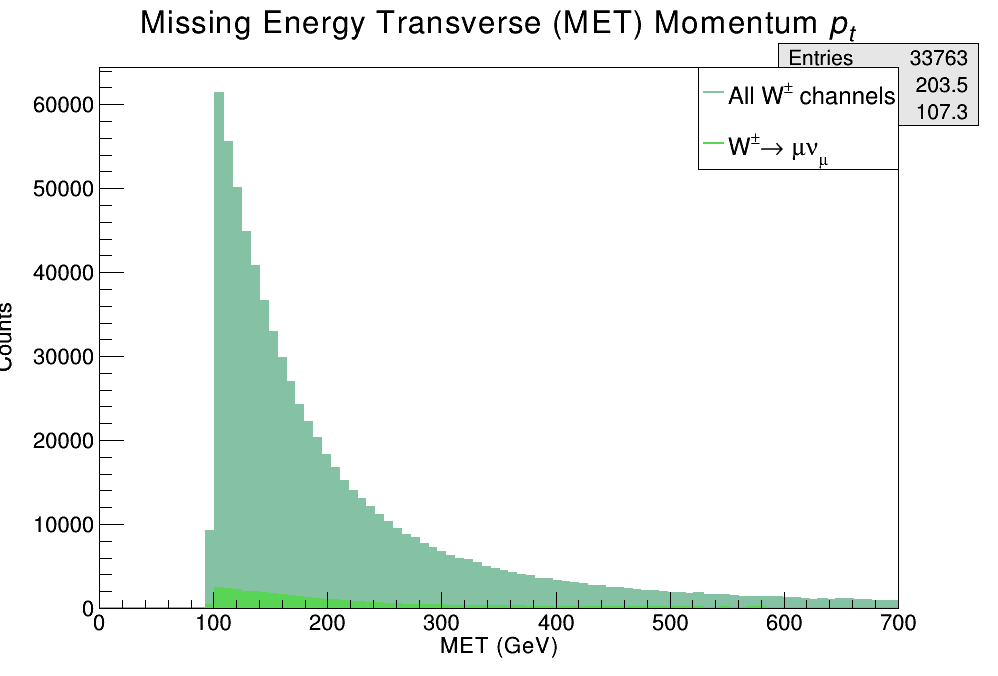 Missing Energy Transverse (MET) Momentum pt
Entries 33763
203.5
107.3
All W± channels
W±→ μνμ
60000
50000
40000
30000
20000
10000
0
Counts
0 100 200 300 400 500 600 700
MET (GeV)